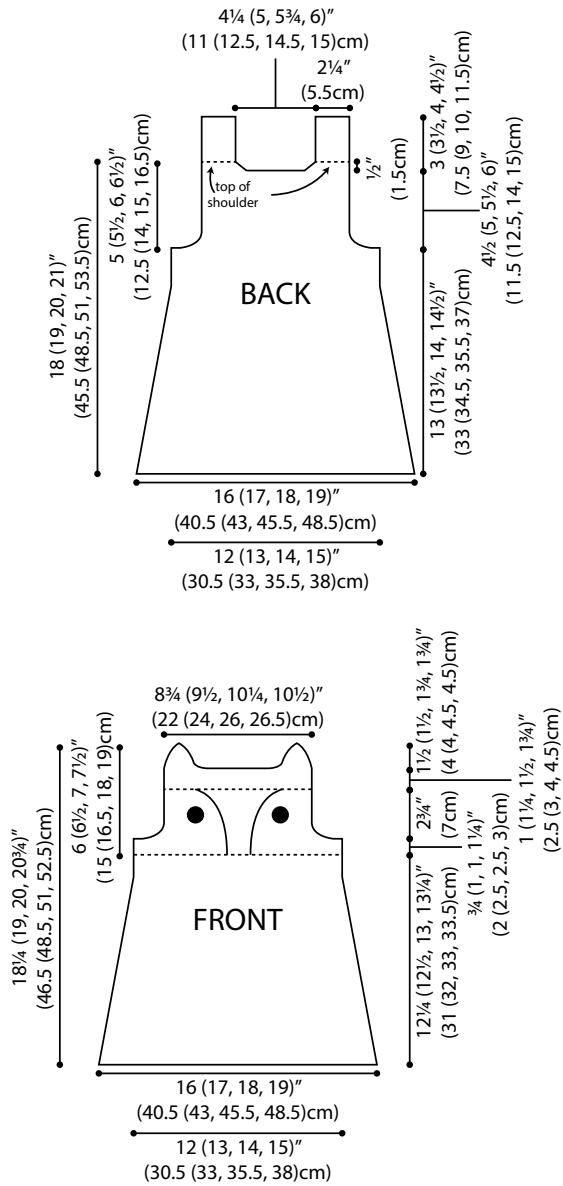 4¼ (5, 5¾, 6)”
(11 (12.5, 14.5, 15)cm)
2¼”
(5.5cm)
5 (5½, 6, 6½)”
(12.5 (14, 15, 16.5)cm)
top of
shoulder
½”
(1.5cm)
3 (3½, 4, 4½)”
(7.5 (9, 10, 11.5)cm)
4½ (5, 5½, 6)”
(11.5 (12.5, 14, 15)cm)
18 (19, 20, 21)”
(45.5 (48.5, 51, 53.5)cm)
BACK
13 (13½, 14, 14½)”
(33 (34.5, 35.5, 37)cm)
16 (17, 18, 19)”
(40.5 (43, 45.5, 48.5)cm)
12 (13, 14, 15)”
(30.5 (33, 35.5, 38)cm)
8¾ (9½, 10¼, 10½)”
(22 (24, 26, 26.5)cm)
1½ (1½, 1¾, 1¾)”
(4 (4, 4.5, 4.5)cm)
1 (1¼, 1½, 1¾)”
(2.5 (3, 4, 4.5)cm)
6 (6½, 7, 7½)”
(15 (16.5, 18, 19)cm)
2¾”
(7cm)
¾ (1, 1, 1¼)”
(2 (2.5, 2.5, 3)cm)
18¼ (19, 20, 20¾)”
(46.5 (48.5, 51, 52.5)cm)
FRONT
12¼ (12½, 13, 13¼)”
(31 (32, 33, 33.5)cm)
16 (17, 18, 19)”
(40.5 (43, 45.5, 48.5)cm)
12 (13, 14, 15)”
(30.5 (33, 35.5, 38)cm)